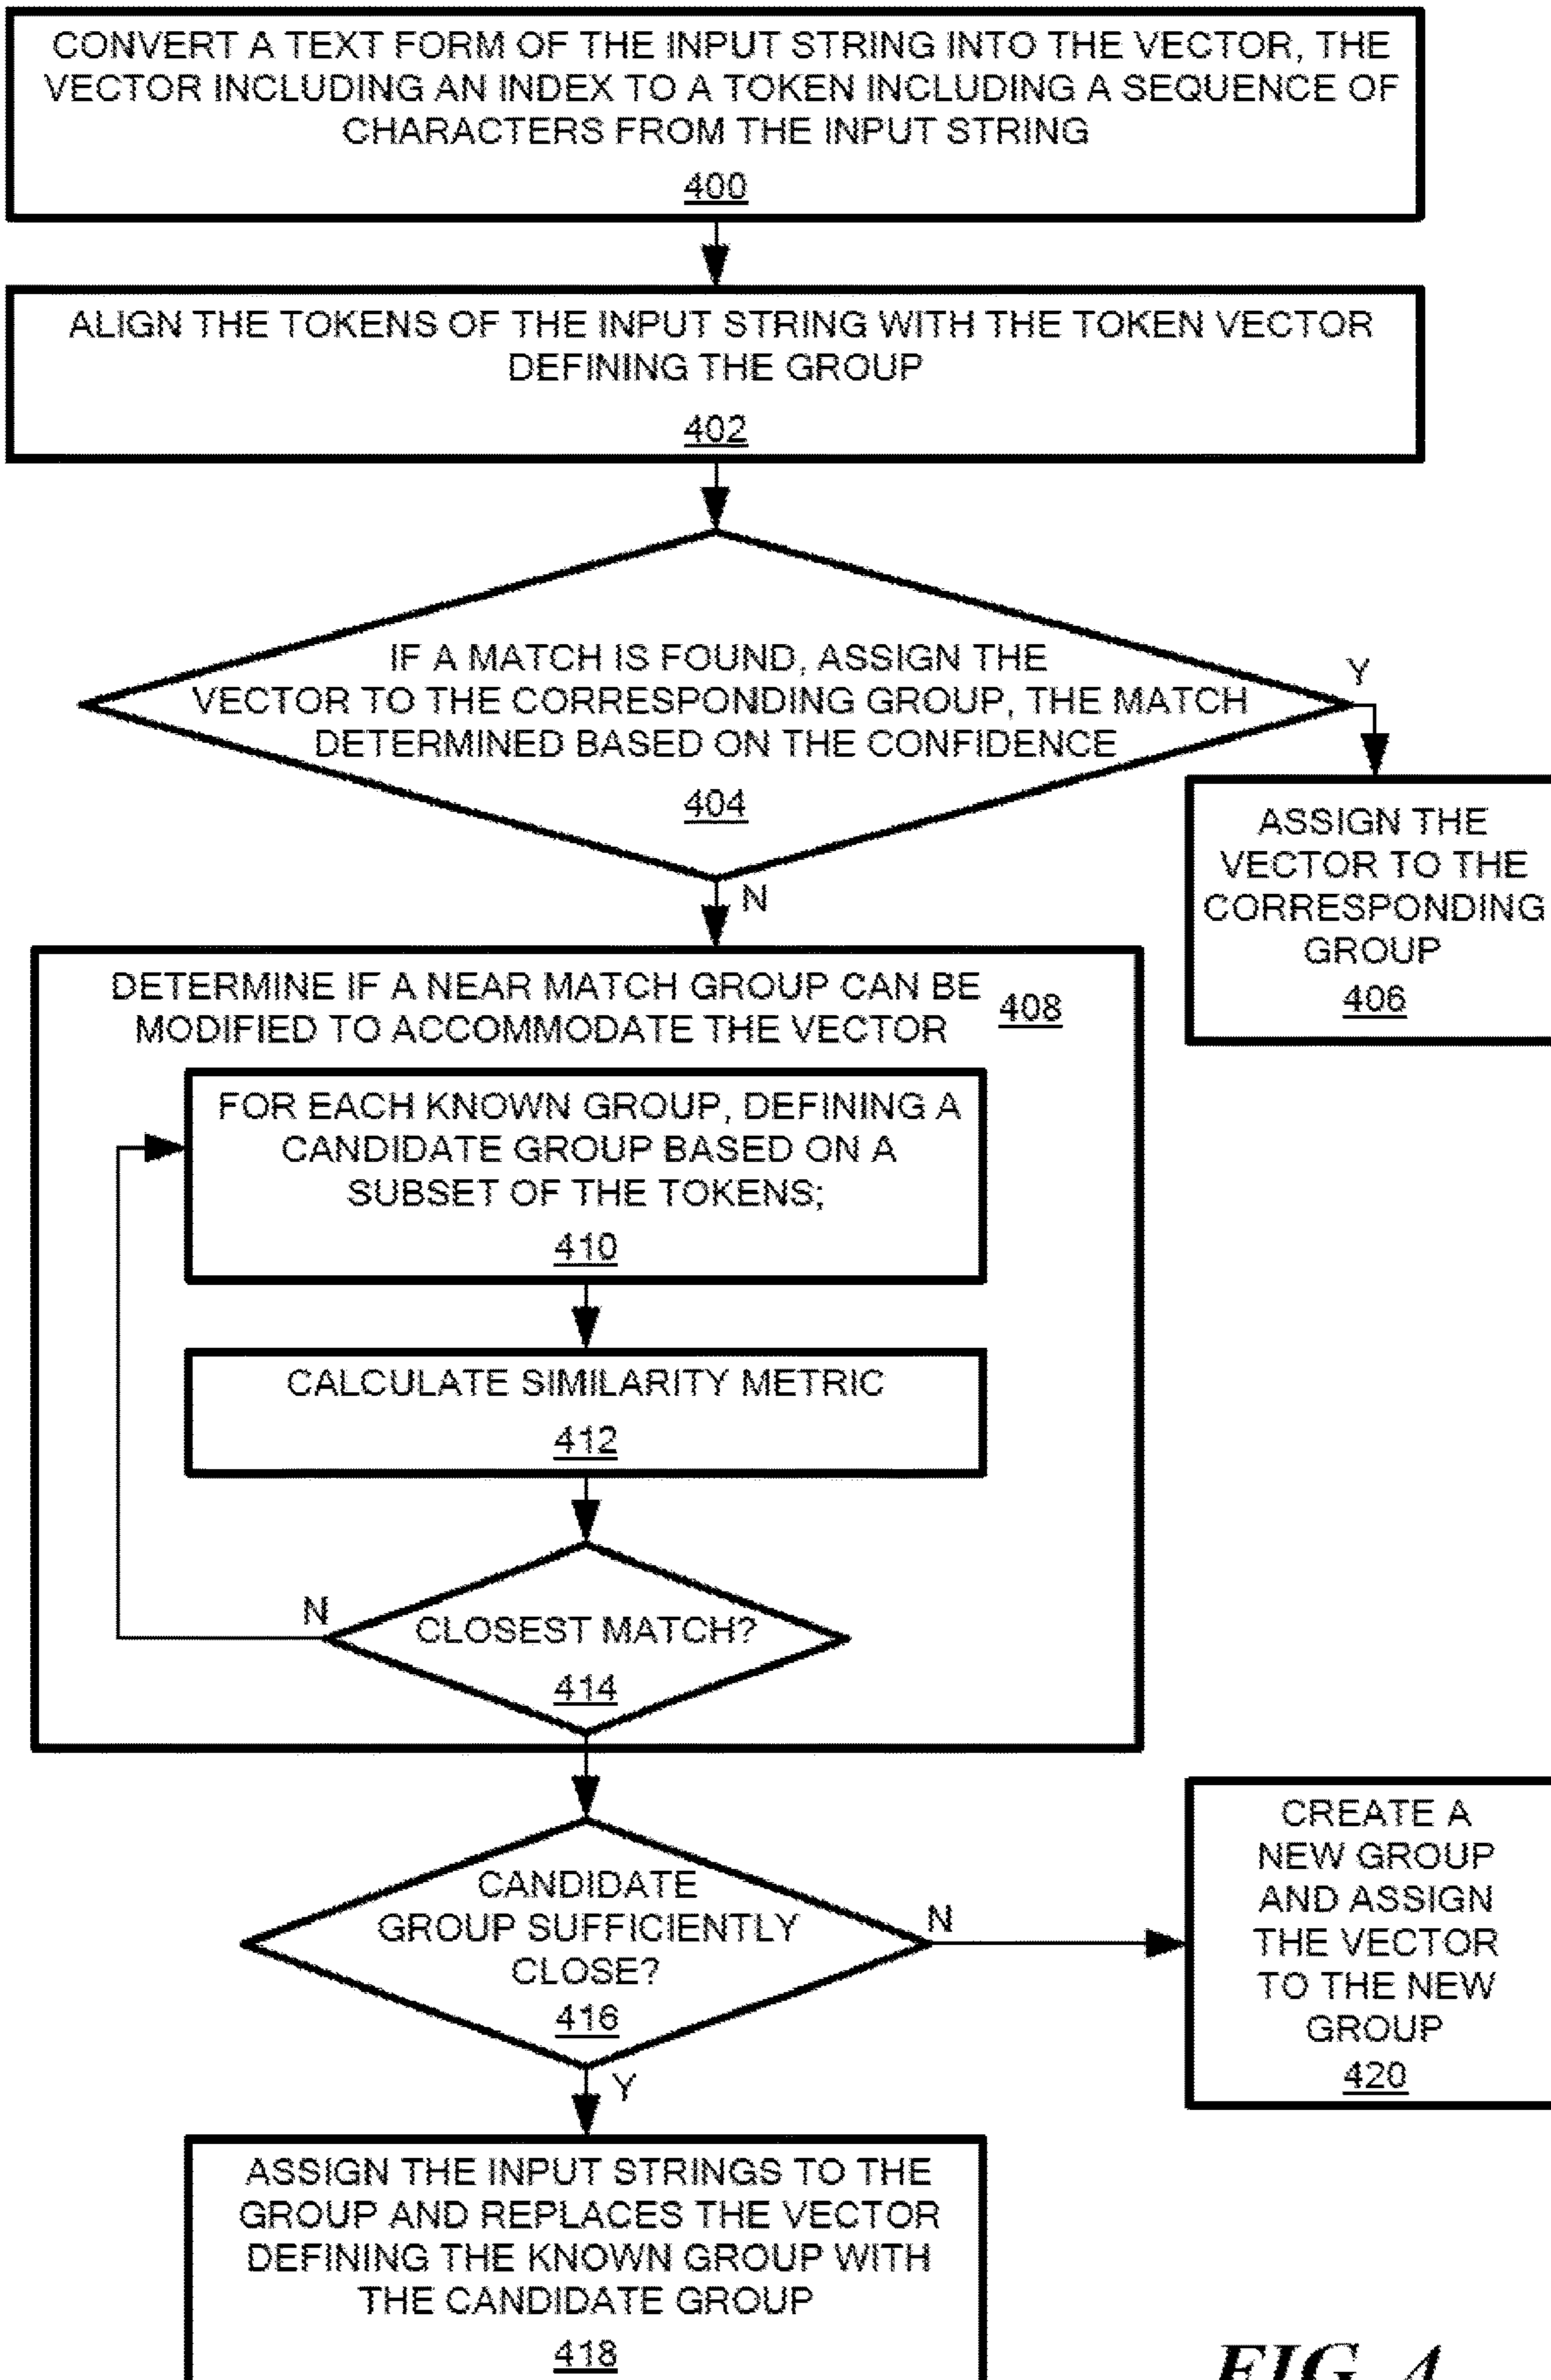 CONVERT A TEXT FORM OF THE INPUT STRING INTO THE VECTOR, THE
VECTOR INCLUDING AN INDEX TO A TOKEN INCLUDING A SEQUENCE OF
CHARACTERS FROM THE INPUT STRING
400
ALIGN THE TOKENS OF THE INPUT STRING WITH THE TOKEN VECTOR
DEFINING THE GROUP
402
IF A MATCH IS FOUND, ASSIGN THE
VECTOR TO THE CORRESPONDING GROUP, THE MATCH
DETERMINED BASED ON THE CONFIDENCE
404
Y
ASSIGN THE
VECTOR TO THE
CORRESPONDING
GROUP
406
N
DETERMINE IF A NEAR MATCH GROUP CAN BE
MODIFIED TO ACCOMMODATE THE VECTOR
408
FOR EACH KNOWN GROUP, DEFINING A
CANDIDATE GROUP BASED ON A
SUBSET OF THE TOKENS;
410
CALCULATE SIMILARITY METRIC
412
N
CLOSEST MATCH?
414
CANDIDATE
GROUP SUFFICIENTLY
CLOSE?
416
N
CREATE A
NEW GROUP
AND ASSIGN
THE VECTOR
TO THE NEW
GROUP
420
Y
ASSIGN THE INPUT STRINGS TO THE
GROUP AND REPLACES THE VECTOR
DEFINING THE KNOWN GROUP WITH
THE CANDIDATE GROUP
418
FIG. 4